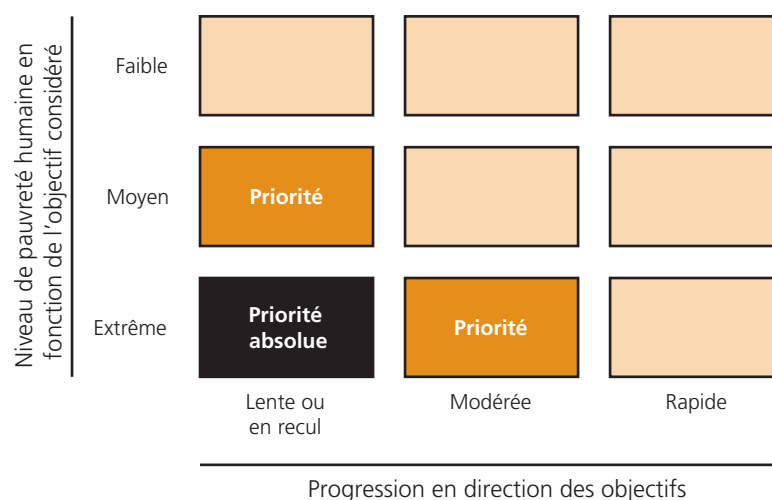 Niveau de pauvreté humaine en
fonction de l'objectif considéré
Faible
Moyen
Priorité
Extrême
Priorité
absolue
Priorité
Lente ou
en recul
Modérée
Rapide
Progression en direction des objectifs